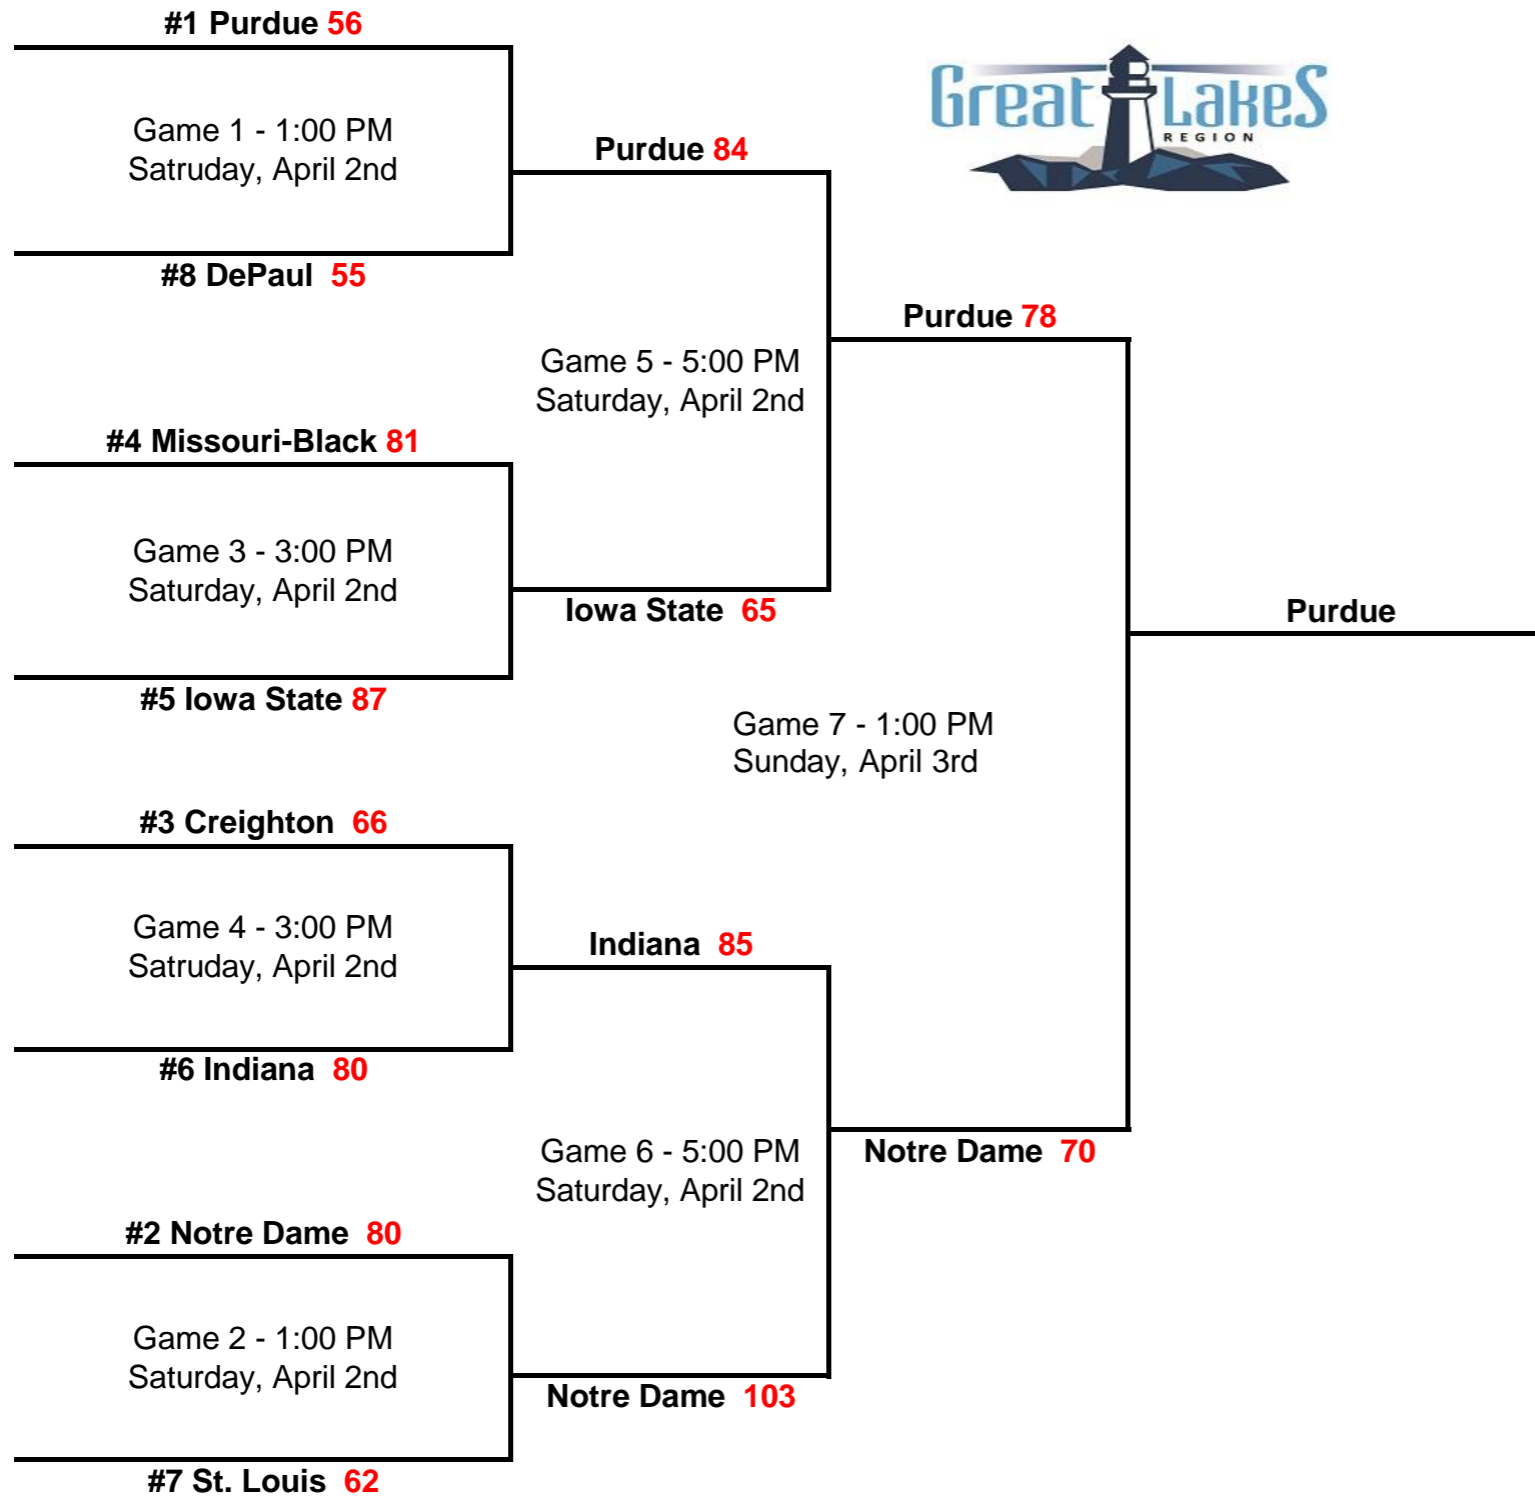 #1 Purdue 56
Great Lakes
REGION
Game 1 - 1:00 PM
Satruday, April 2nd
Purdue 84
#8 DePaul 55
Purdue 78
Game 5 - 5:00 PM
Saturday, April 2nd
#4 Missouri-Black 81
Game 3 - 3:00 PM
Saturday, April 2nd
Iowa State 65
Purdue
#5 Iowa State 87
Game 7 - 1:00 PM
Sunday, April 3rd
#3 Creighton 66
Game 4 - 3:00 PM
Satruday, April 2nd
Indiana 85
#6 Indiana 80
Game 6 - 5:00 PM
Saturday, April 2nd
Notre Dame 70
#2 Notre Dame 80
Game 2 - 1:00 PM
Saturday, April 2nd
Notre Dame 103
#7 St. Louis 62